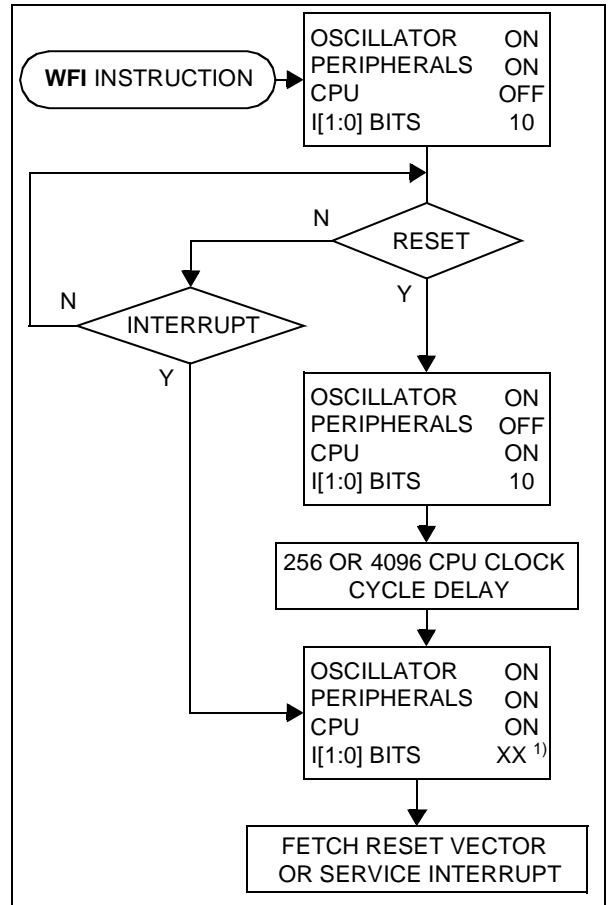 WFI INSTRUCTION
OSCILLATOR ON
PERIPHERALS ON
CPU OFF
I[1:0] BITS 10
RESET
N
Y
INTERRUPT
N
Y
OSCILLATOR ON
PERIPHERALS OFF
CPU ON
I[1:0] BITS 10
256 OR 4096 CPU CLOCK
CYCLE DELAY
OSCILLATOR ON
PERIPHERALS ON
CPU ON
I[1:0] BITS XX 1)
FETCH RESET VECTOR
OR SERVICE INTERRUPT